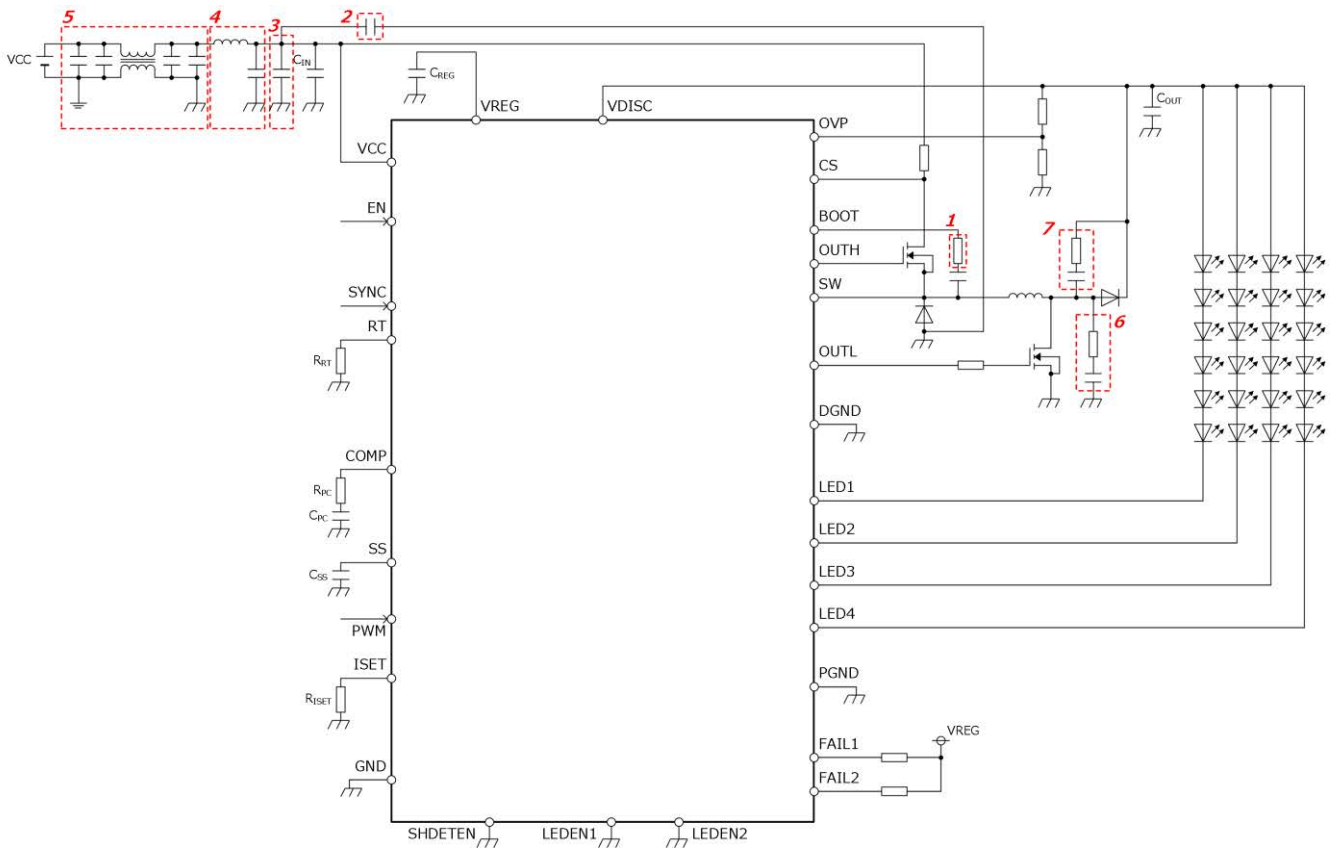 5
4
3
2
VCC
CIN
CREG
VREG
VDISC
COUT
VCC
OVP
CS
EN
BOOT
1
7
OUTH
SYNC
SW
RT
6
RRT
OUTL
DGND
COMP
RPC
CPC
LED1
LED2
SS
CSS
LED3
LED4
PWM
ISET
RISET
PGND
VREG
FAIL1
GND
FAIL2
SHDETEN
LEDEN1
LEDEN2